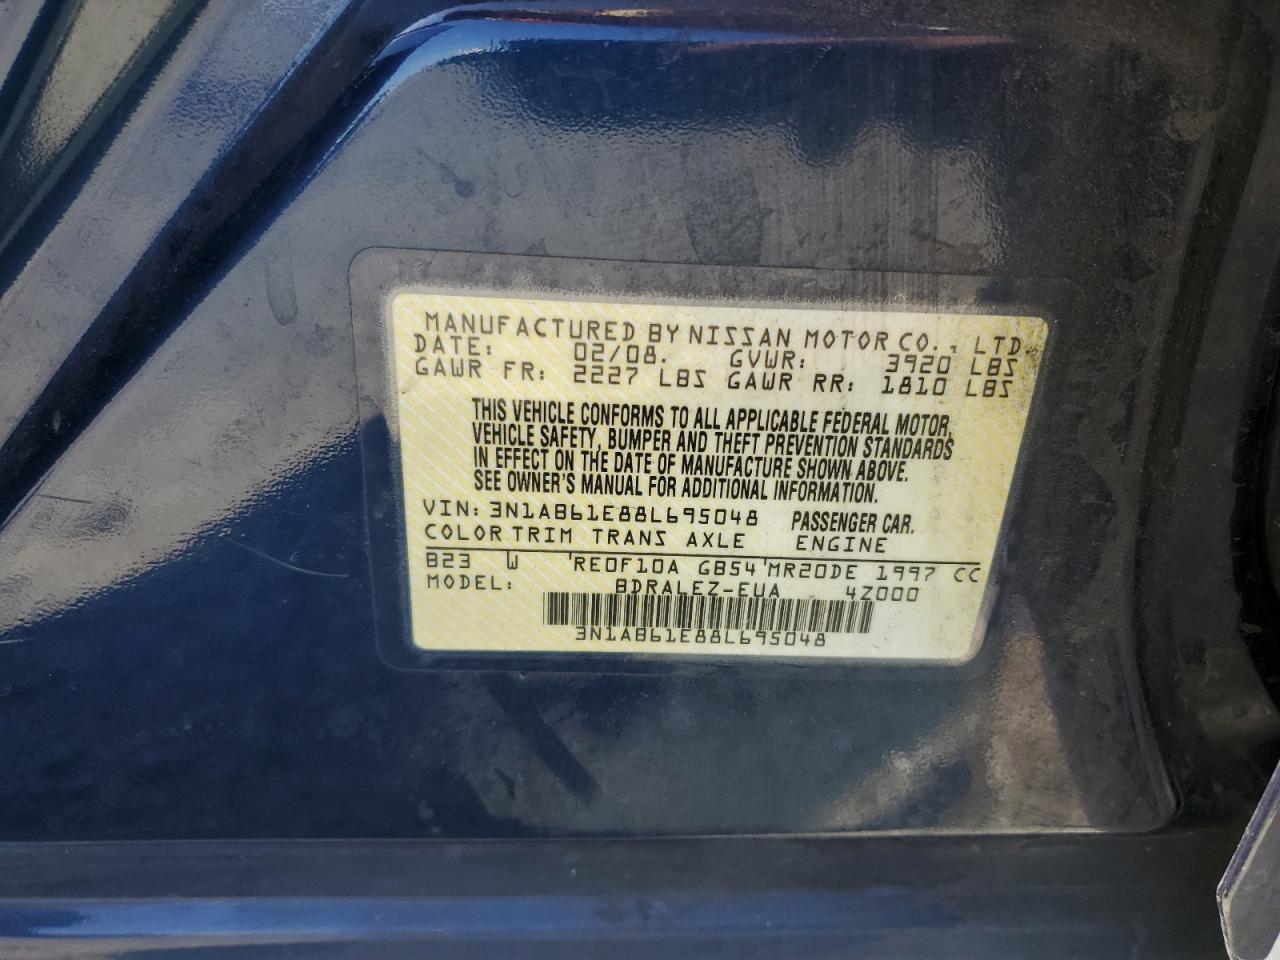 MANUFACTURED BY NISSAN MOTOR CO., LTD
DATE: 02/08. GVWR: 3920 LBS
GAWR FR: 2227 LBS GAWR RR: 1810 LBS
THIS VEHICLE CONFORMS TO ALL APPLICABLE FEDERAL MOTOR
VEHICLE SAFETY, BUMPER AND THEFT PREVENTION STANDARDS
IN EFFECT ON THE DATE OF MANUFACTURE SHOWN ABOVE.
SEE OWNER'S MANUAL FOR ADDITIONAL INFORMATION.
VIN: 3N1AB61E88L695048 PASSENGER CAR.
COLOR TRIM TRANS AXLE ENGINE
B23 W 'RE0F10A GB54 'MR20DE 1997 CC
MODEL: BDRALEZ-EUA 4Z000
3N1AB61E88L695048